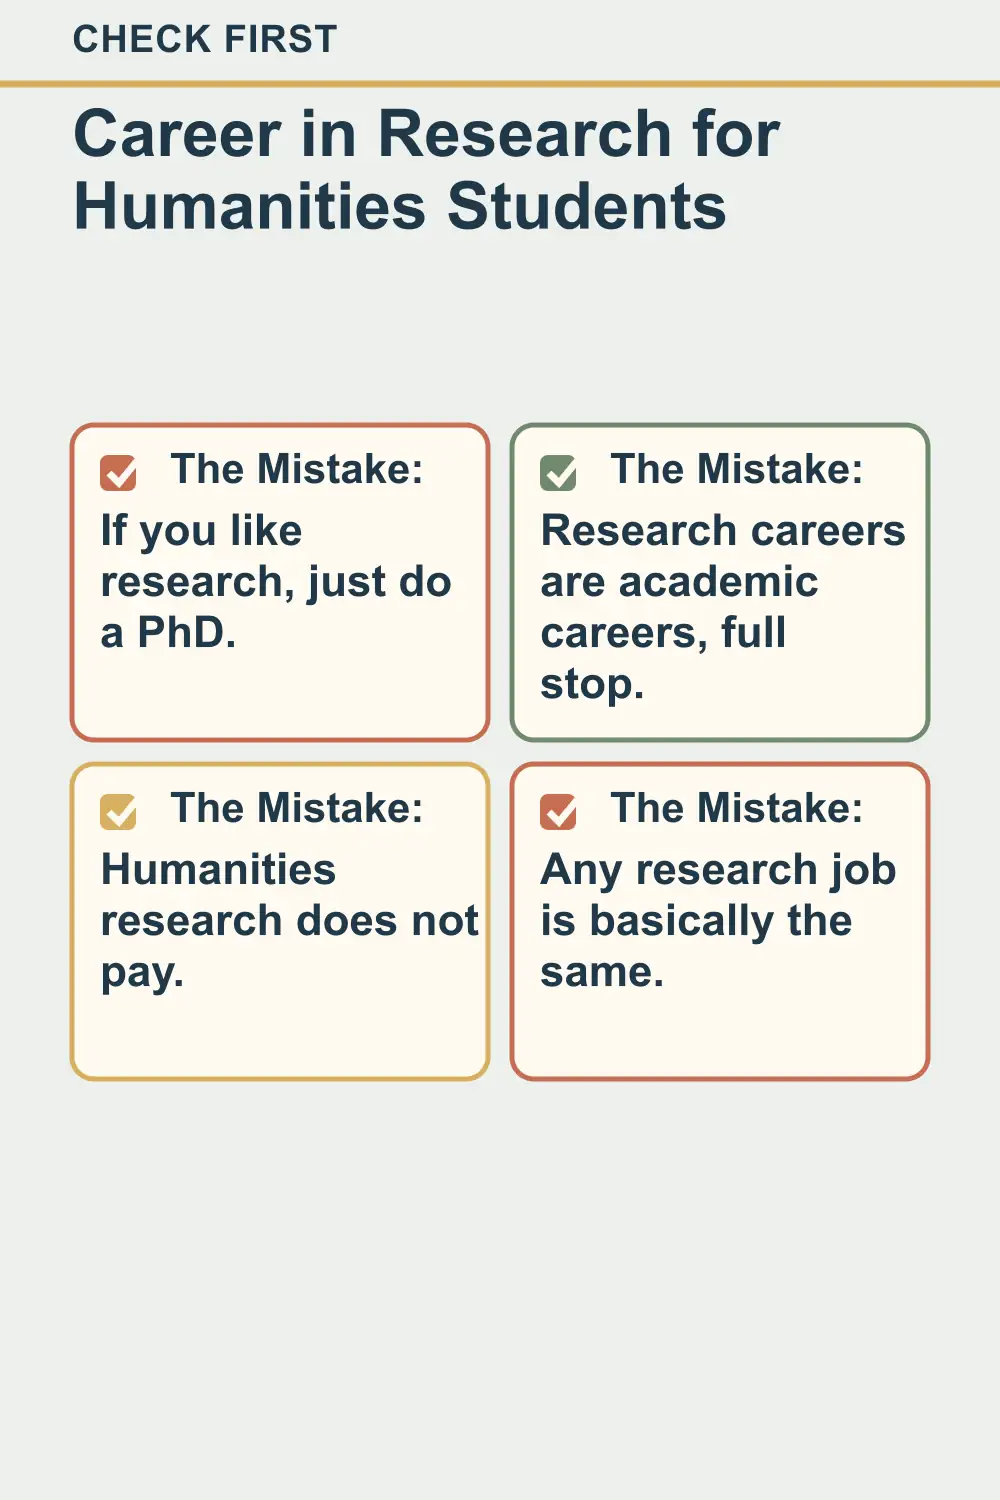 CHECK FIRST
Career in Research for
Humanities Students
The Mistake:
If you like
research, just do
a PhD.
The Mistake:
Research careers
are academic
careers, full
stop.
The Mistake:
Humanities
research does not
pay.
The Mistake:
Any research job
is basically the
same.